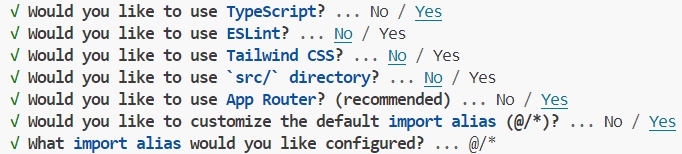 √ Would you like to use TypeScript? ... No / Yes
√ Would you like to use ESLint? ... No / Yes
√ Would you like to use Tailwind CSS? ... No / Yes
√ Would you like to use `src/` directory? ... No / Yes
√ Would you like to use App Router? (recommended) ... No / Yes
√ Would you like to customize the default import alias (@/*)? ... No / Yes
√ What import alias would you like configured? ... @/*